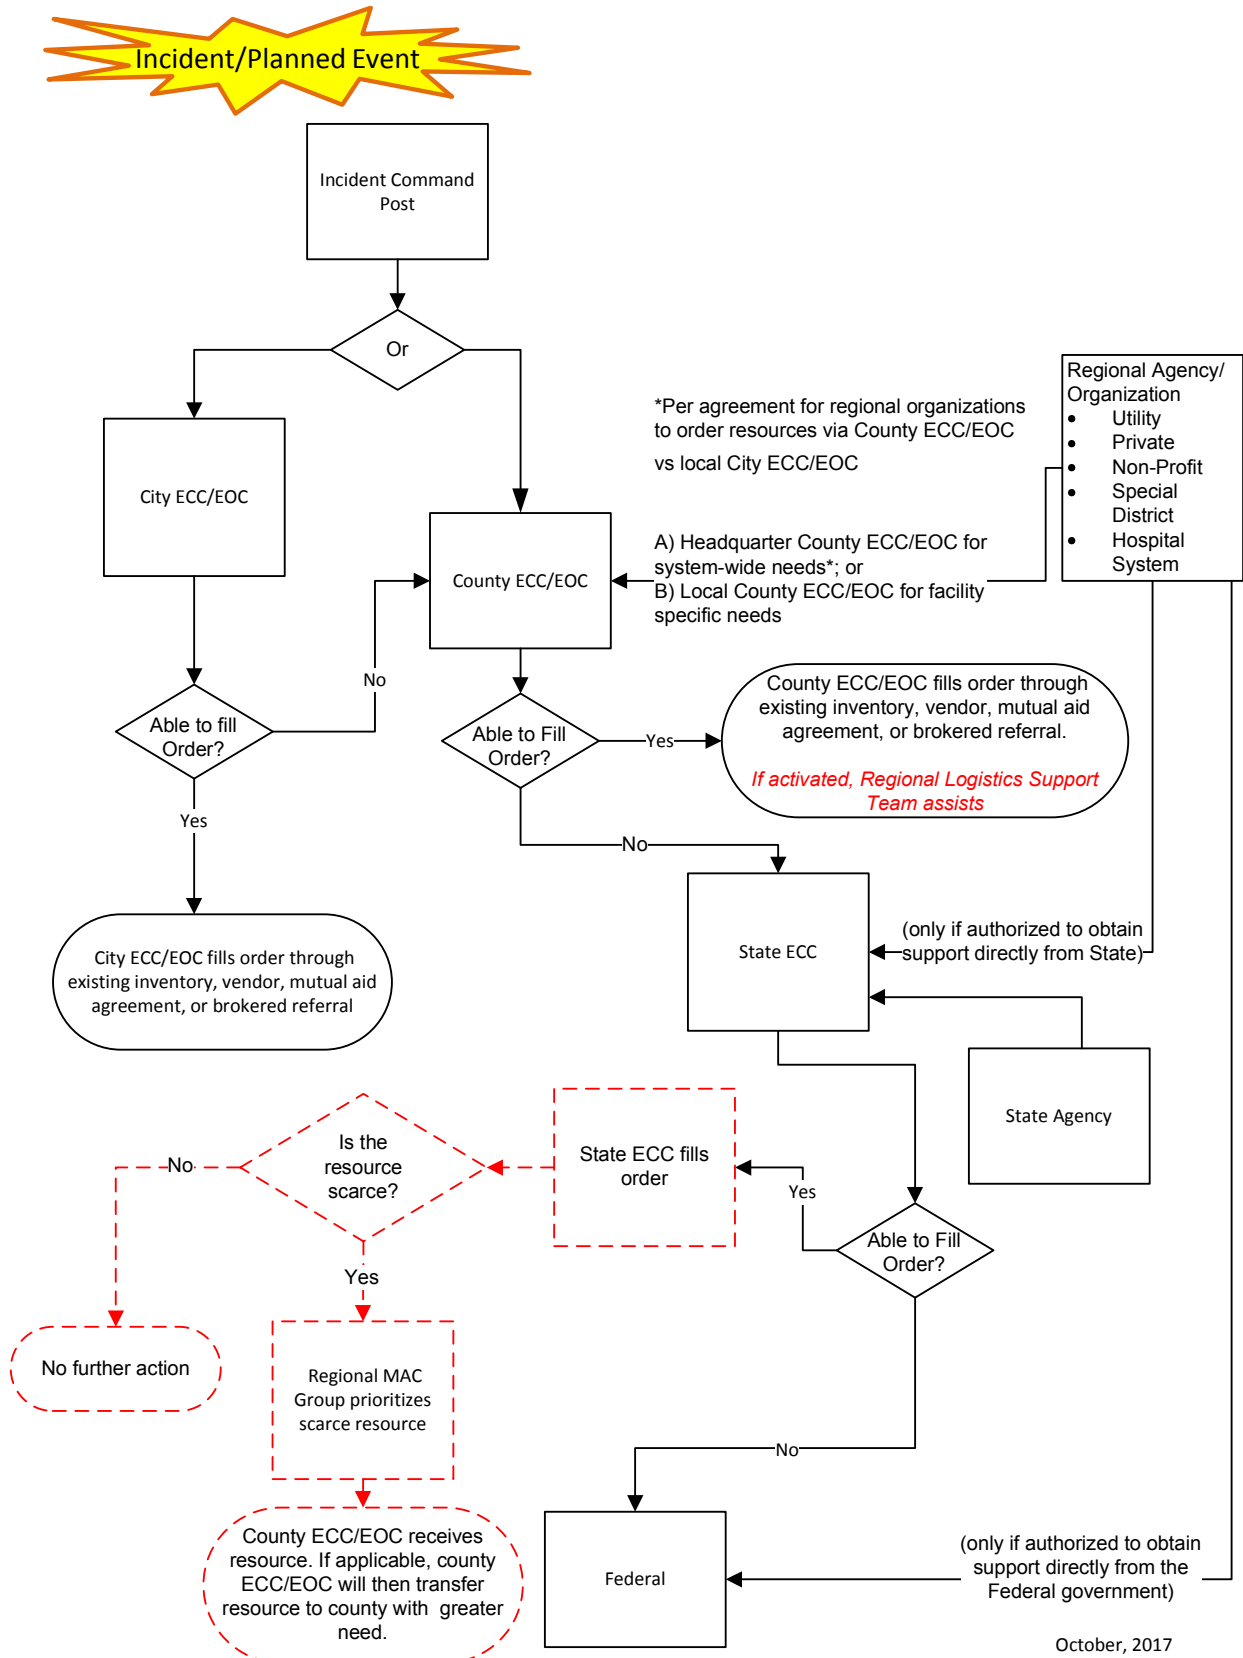 Incident/Planned Event
Incident Command
Post
Or
Regional Agency/
Organization
• Utility
• Private
• Non-Profit
• Special
District
• Hospital
System
*Per agreement for regional organizations
to order resources via County ECC/EOC
vs local City ECC/EOC
City ECC/EOC
County ECC/EOC
A) Headquarter County ECC/EOC for
system-wide needs*; or
B) Local County ECC/EOC for facility
specific needs
No
Able to fill
Order?
Able to Fill
Order?
Yes
County ECC/EOC fills order through
existing inventory, vendor, mutual aid
agreement, or brokered referral.
If activated, Regional Logistics Support
Team assists
Yes
No
City ECC/EOC fills order through
existing inventory, vendor, mutual aid
agreement, or brokered referral
State ECC
(only if authorized to obtain
support directly from State)
State Agency
Is the
resource
scarce?
No
State ECC fills
order
Yes
Able to Fill
Order?
Yes
No further action
Regional MAC
Group prioritizes
scarce resource
No
County ECC/EOC receives
resource. If applicable, county
ECC/EOC will then transfer
resource to county with greater
need.
Federal
(only if authorized to obtain
support directly from the
Federal government)
October, 2017